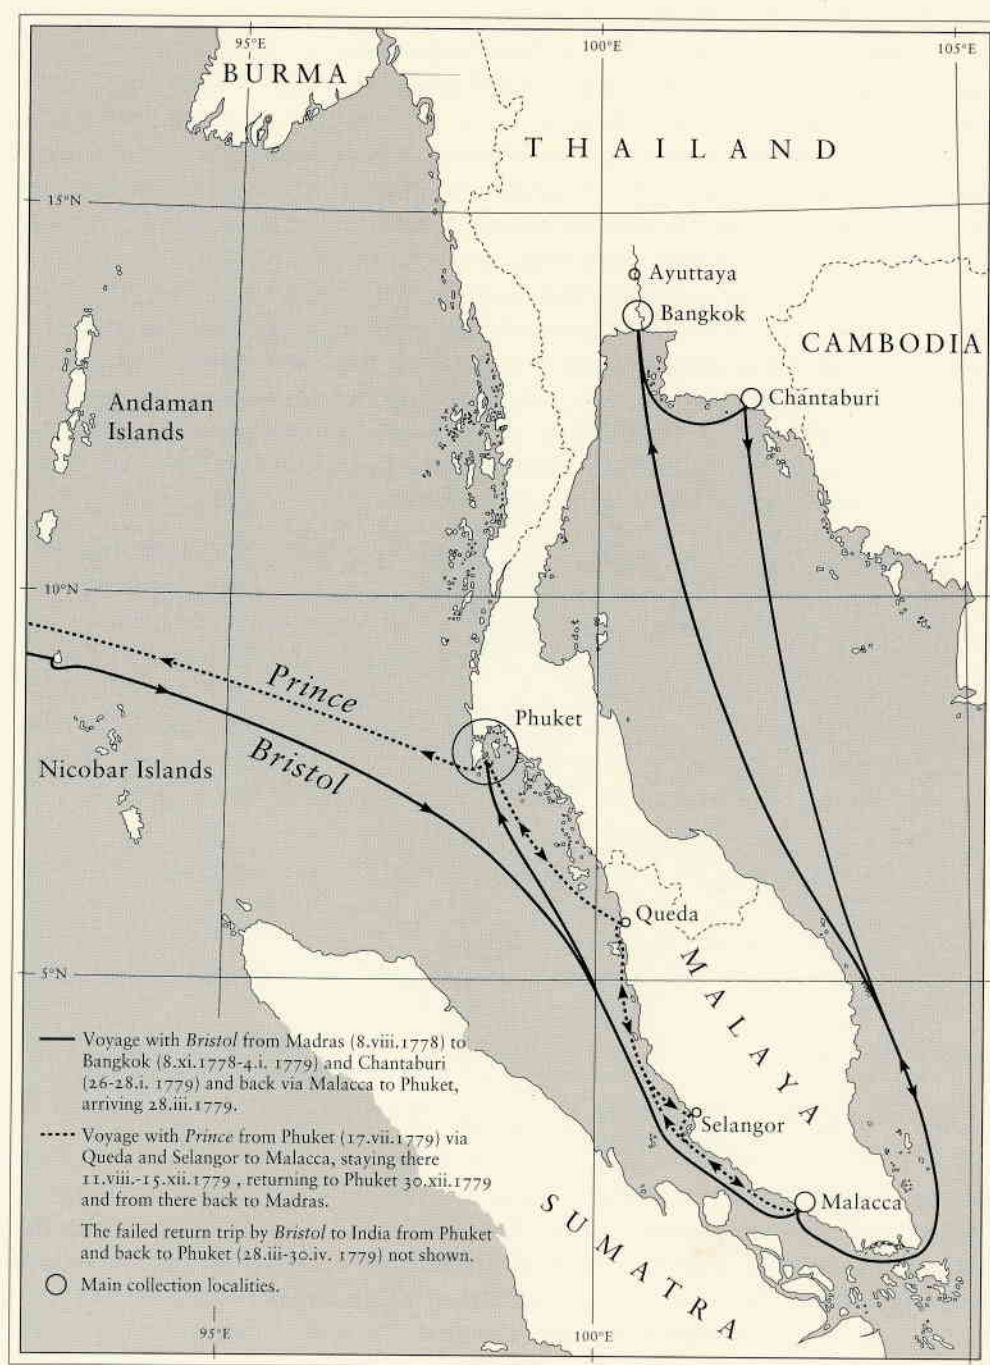 95°E
100°E
105°E
BURMA
THAILAND
15°N
Ayuttaya
Bangkok
CAMBODIA
Chantaburi
Andaman
Islands
10°N
Prince
Phuket
Bristol
Nicobar Islands
Queda
5°N
MALAYA
Voyage with Bristol from Madras (8.viii.1778) to
Bangkok (8.xi.1778-4.i. 1779) and Chantaburi
(26-28.i. 1779) and back via Malacca to Phuket,
arriving 28.iii.1779.
Selangor
Voyage with Prince from Phuket (17.vii.1779) via
Queda and Selangor to Malacca, staying there
11.viii.-15.xii.1779 , returning to Phuket 30.xii.1779
and from there back to Madras.
Malacca
SUMATRA
The failed return trip by Bristol to India from Phuket
and back to Phuket (28.iii-30.iv. 1779) not shown.
Main collection localities.
95°E
100°E